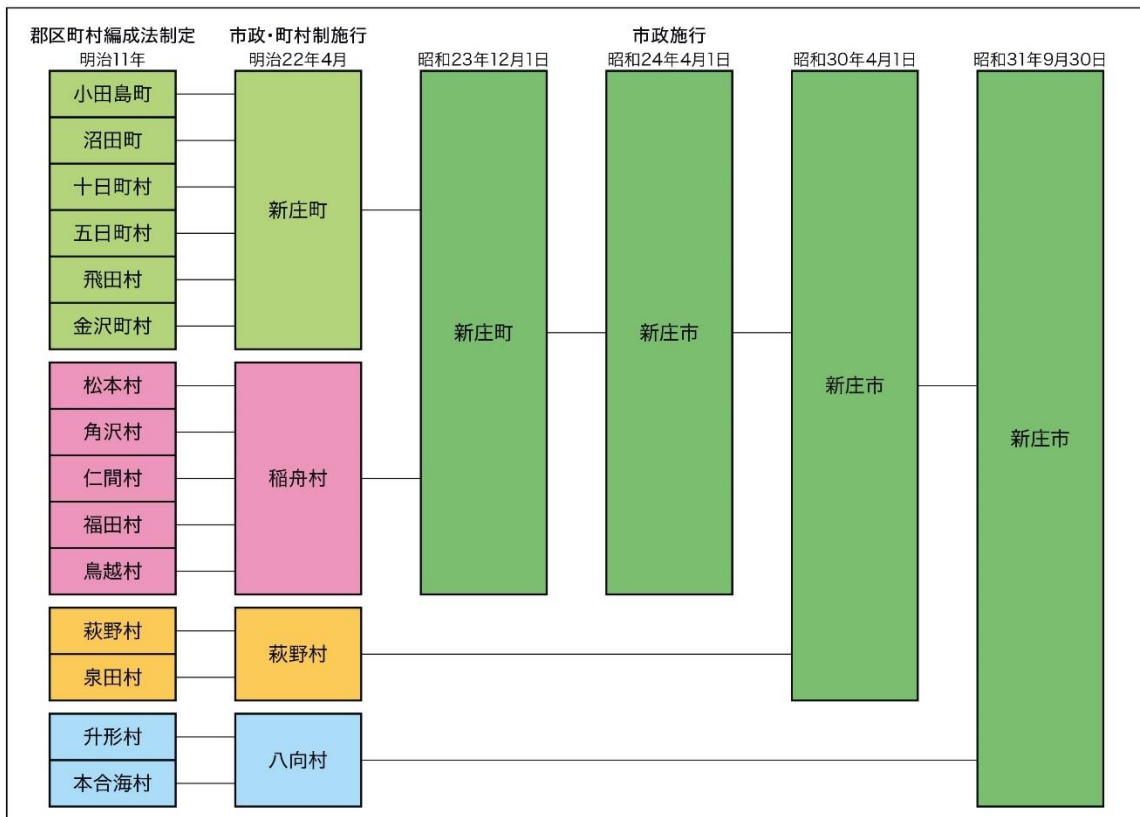 郡区町村編成法制定
明治11年
市政・町村制施行
明治22年4月
昭和23年12月1日
市政施行
昭和24年4月1日
昭和30年4月1日
昭和31年9月30日
小田島町
沼田町
十日町村
五日町村
飛田村
金沢町村
新庄町
松本村
角沢村
仁間村
福田村
鳥越村
稲舟村
萩野村
泉田村
萩野村
升形村
本合海村
八向村
新庄町
新庄市
新庄市
新庄市